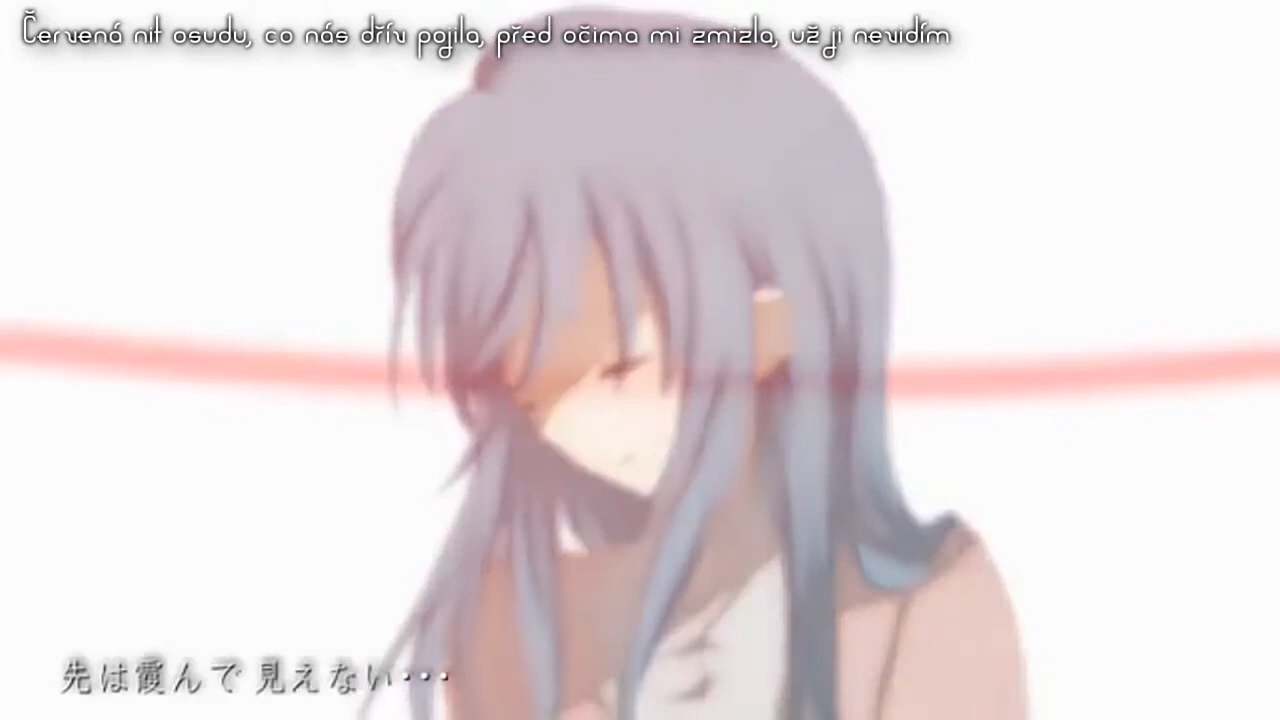 Červená nit osudu, co nás dřív pojila, před očima mi zmizla, už ji nevidím
先は霞んで 見えない･･･